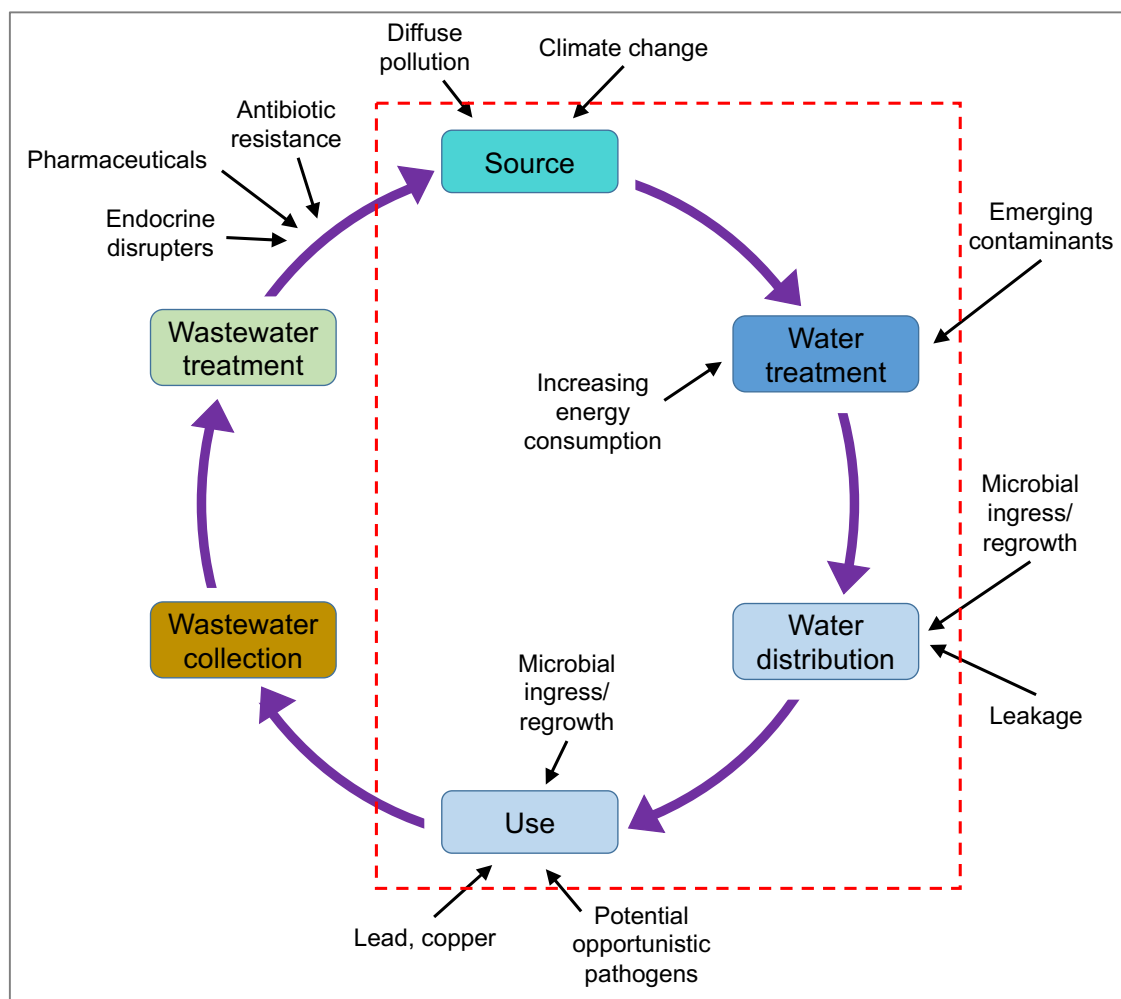 Diffuse
pollution
Climate change
Antibiotic
resistance
Pharmaceuticals
Endocrine
disrupters
Source
Emerging
contaminants
Wastewater
treatment
Water
treatment
Increasing
energy
consumption
Microbial
ingress/
regrowth
Wastewater
collection
Water
distribution
Microbial
ingress/
regrowth
Leakage
Use
Lead, copper
Potential
opportunistic
pathogens